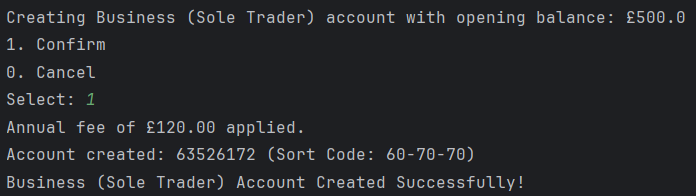 Creating Business (Sole Trader) account with opening balance: £500.0
1. Confirm
0. Cancel
Select: 1
Annual fee of £120.00 applied.
Account created: 63526172 (Sort Code: 60-70-70)
Business (Sole Trader) Account Created Successfully!